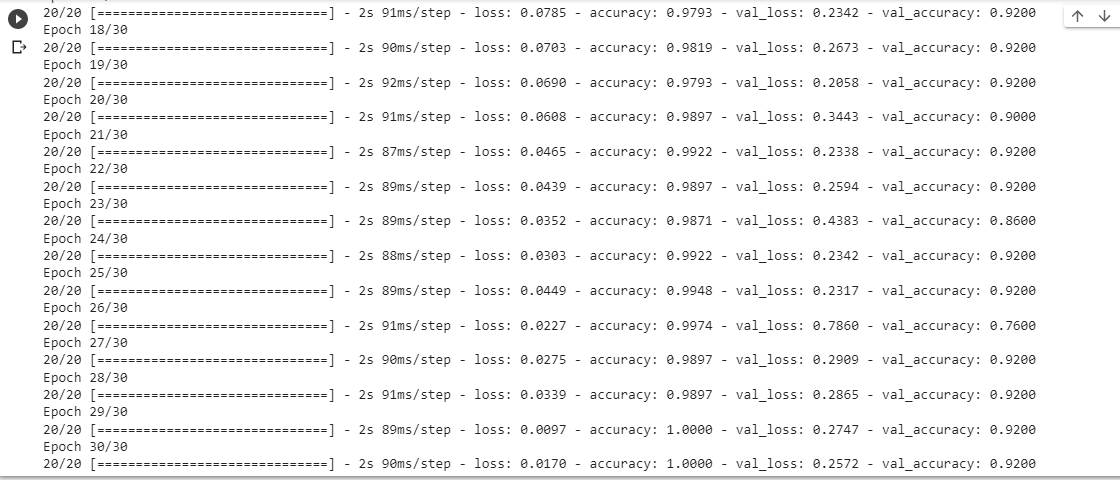 20/20 [==============================] - 2s 91ms/step - loss: 0.0785 - accuracy: 0.9793 - val_loss: 0.2342 - val_accuracy: 0.9200
Epoch 18/30
20/20 [==============================] - 2s 90ms/step - loss: 0.0703 - accuracy: 0.9819 - val_loss: 0.2673 - val_accuracy: 0.9200
Epoch 19/30
20/20 [==============================] - 2s 92ms/step - loss: 0.0690 - accuracy: 0.9793 - val_loss: 0.2058 - val_accuracy: 0.9200
Epoch 20/30
20/20 [==============================] - 2s 91ms/step - loss: 0.0608 - accuracy: 0.9897 - val_loss: 0.3443 - val_accuracy: 0.9000
Epoch 21/30
20/20 [==============================] - 2s 87ms/step - loss: 0.0465 - accuracy: 0.9922 - val_loss: 0.2338 - val_accuracy: 0.9200
Epoch 22/30
20/20 [==============================] - 2s 89ms/step - loss: 0.0439 - accuracy: 0.9897 - val_loss: 0.2594 - val_accuracy: 0.9200
Epoch 23/30
20/20 [==============================] - 2s 89ms/step - loss: 0.0352 - accuracy: 0.9871 - val_loss: 0.4383 - val_accuracy: 0.8600
Epoch 24/30
20/20 [==============================] - 2s 88ms/step - loss: 0.0303 - accuracy: 0.9922 - val_loss: 0.2342 - val_accuracy: 0.9200
Epoch 25/30
20/20 [==============================] - 2s 89ms/step - loss: 0.0449 - accuracy: 0.9948 - val_loss: 0.2317 - val_accuracy: 0.9200
Epoch 26/30
20/20 [==============================] - 2s 91ms/step - loss: 0.0227 - accuracy: 0.9974 - val_loss: 0.7860 - val_accuracy: 0.7600
Epoch 27/30
20/20 [==============================] - 2s 90ms/step - loss: 0.0275 - accuracy: 0.9897 - val_loss: 0.2909 - val_accuracy: 0.9200
Epoch 28/30
20/20 [==============================] - 2s 91ms/step - loss: 0.0339 - accuracy: 0.9897 - val_loss: 0.2865 - val_accuracy: 0.9200
Epoch 29/30
20/20 [==============================] - 2s 89ms/step - loss: 0.0097 - accuracy: 1.0000 - val_loss: 0.2747 - val_accuracy: 0.9200
Epoch 30/30
20/20 [==============================] - 2s 90ms/step - loss: 0.0170 - accuracy: 1.0000 - val_loss: 0.2572 - val_accuracy: 0.9200